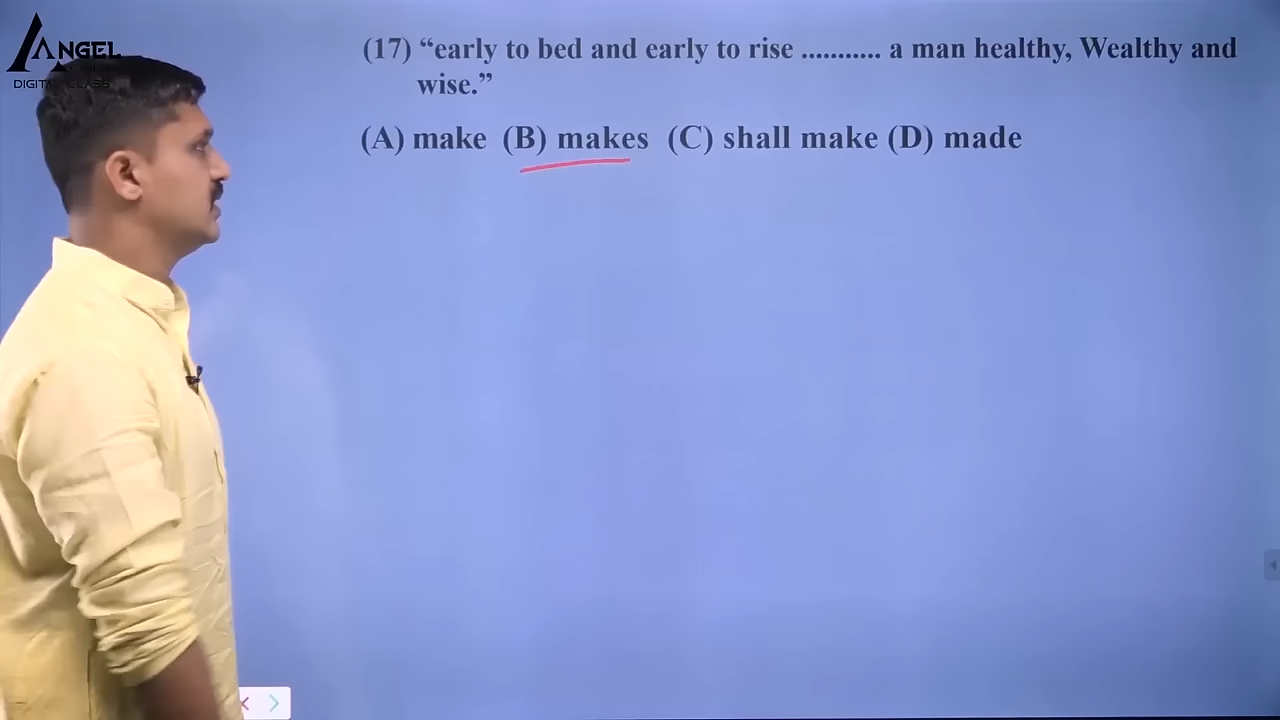 ANGEL
DIGITAL CLASS
(17) “early to bed and early to rise ........... a man healthy, Wealthy and
wise.”
(A) make (B) makes (C) shall make (D) made